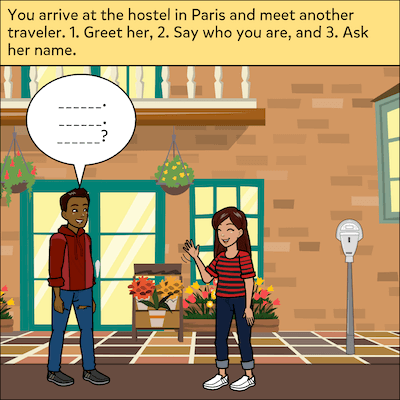 You arrive at the hostel in Paris and meet another
traveler. 1. Greet her, 2. Say who you are, and 3. Ask
her name.
______.
______.
______?